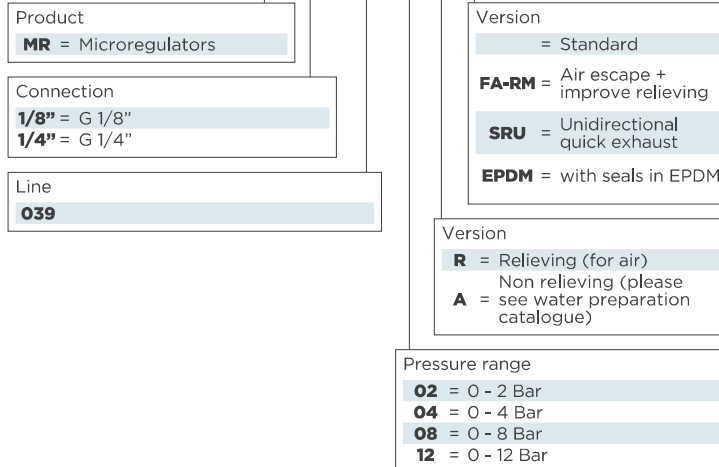 Product
MR = Microregulators
Connection
1/8” = G 1/8”
1/4” = G 1/4”
Line
039
Version
= Standard
FA-RM = Air escape +
improve relieving
SRU = Unidirectional
quick exhaust
EPDM = with seals in EPDM
Version
R = Relieving (for air)
Non relieving (please
A = see water preparation
catalogue)
Pressure range
02 = 0 - 2 Bar
04 = 0 - 4 Bar
08 = 0 - 8 Bar
12 = 0 - 12 Bar